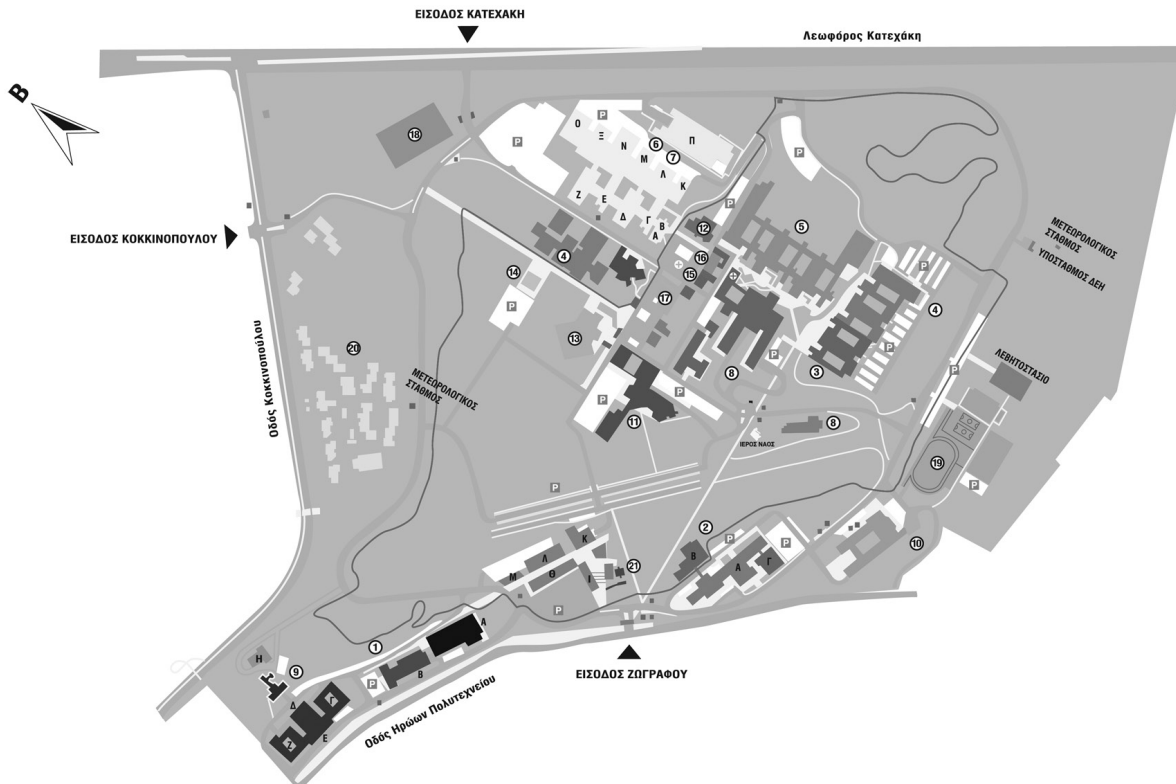 ΕΙΣΟΔΟΣ ΚΑΤΕΧΑΚΗ
Λεωφόρος Κατεχάκη
Β
18
P
P
Ο
Ξ
Ν
Μ
Λ
Κ
6
7
Π
P
Ζ
Ε
Δ
Γ
Β
Α
P
12
5
ΕΙΣΟΔΟΣ ΚΟΚΚΙΝΟΠΟΥΛΟΥ
4
14
P
16
15
17
ΜΕΤΕΩΡΟΛΟΓΙΚΟΣ
ΣΤΑΘΜΟΣ
ΥΠΟΣΤΑΘΜΟΣ ΔΕΗ
P
4
P
Οδός Κοκκινοπούλου
20
ΜΕΤΕΩΡΟΛΟΓΙΚΟΣ
ΣΤΑΘΜΟΣ
13
P
P
11
8
P
3
P
ΛΕΒΗΤΟΣΤΑΣΙΟ
8
ΙΕΡΟΣ ΝΑΟΣ
19
P
P
2
Β
P
Α
Γ
P
10
Κ
Λ
Θ
Μ
Ι
21
P
ΕΙΣΟΔΟΣ ΖΩΓΡΑΦΟΥ
1
Α
Β
P
Η
9
Δ
Γ
Ζ
Ε
Οδός Ηρώων Πολυτεχνείου